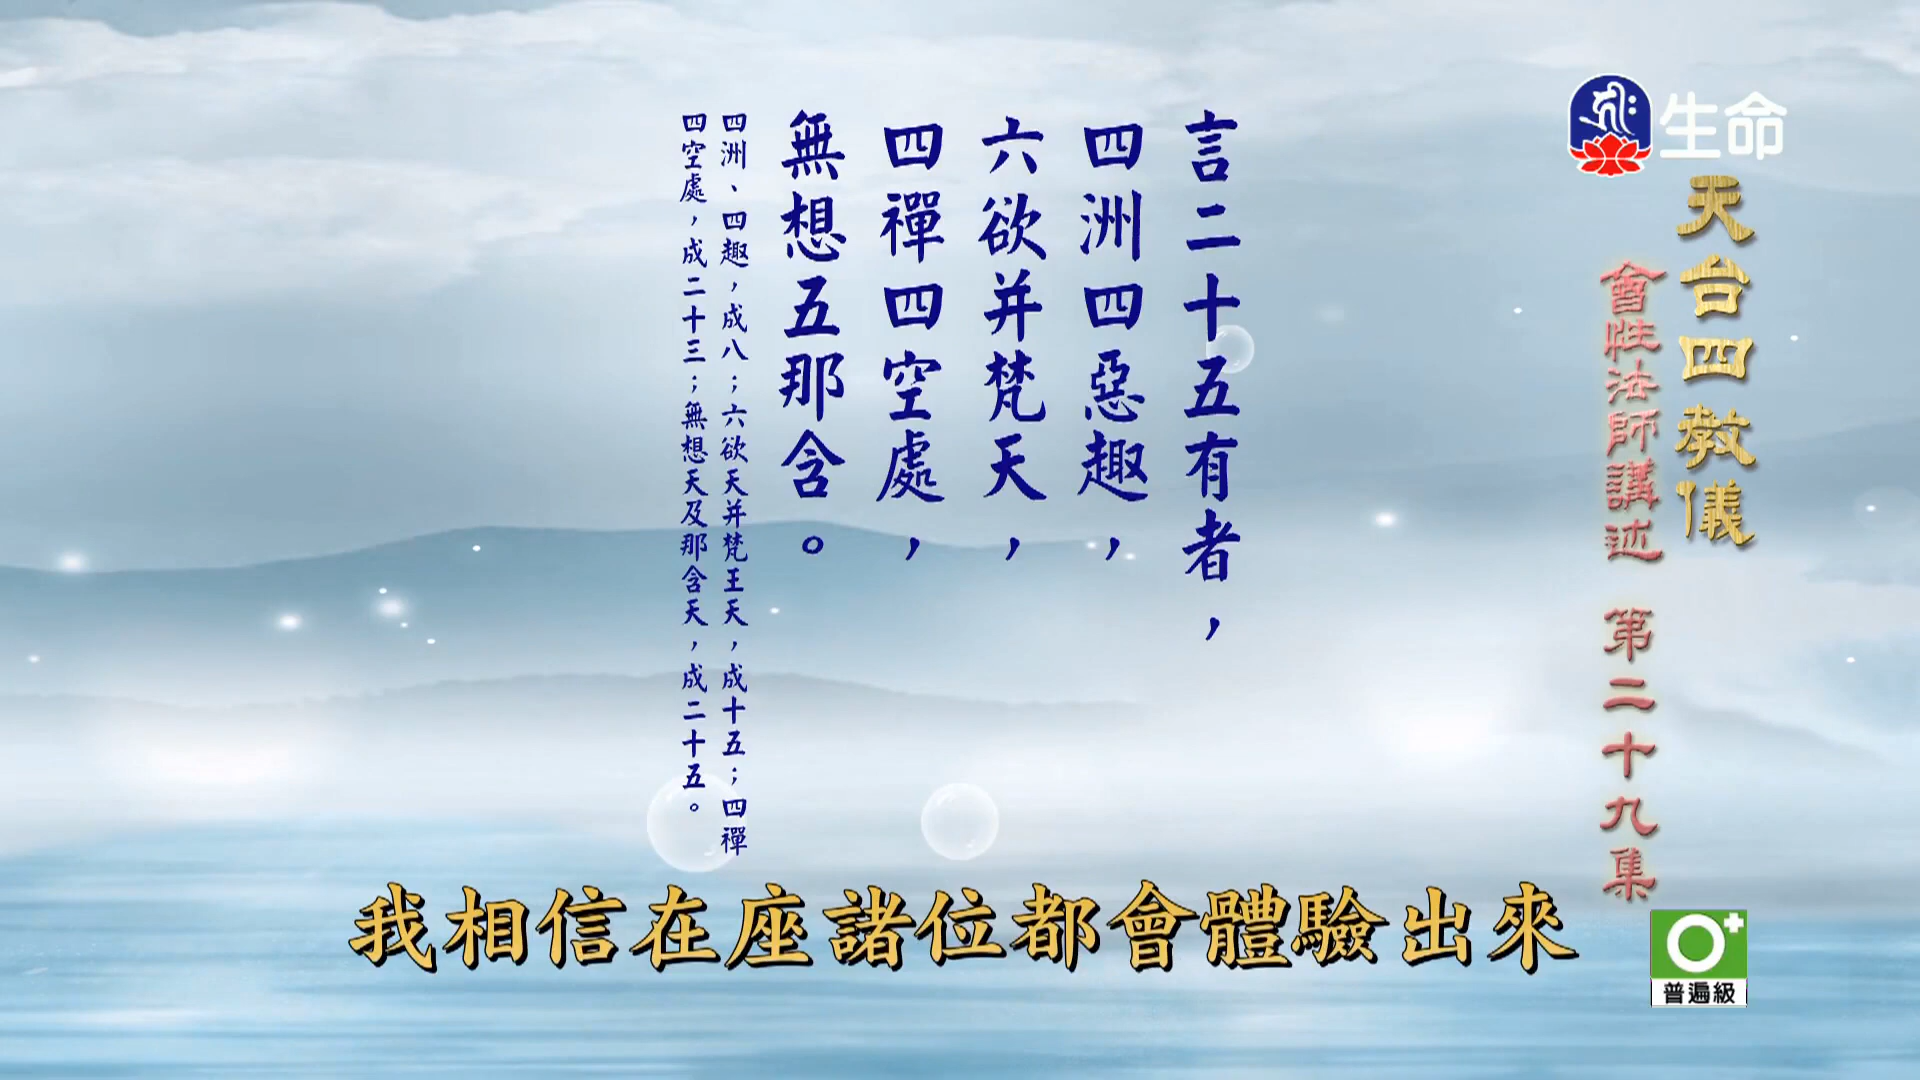 生命
天台四教儀
會性法師講述 第二十九集
言二十五有者，
四洲四惡趣，
六欲并梵天，
四禪四空處，
無想五那含。
四洲、四趣，成八；六欲天并梵王天，成十五；四禪
四空處，成二十三；無想天及那含天，成二十五。
我相信在座諸位都會體驗出來
普遍級